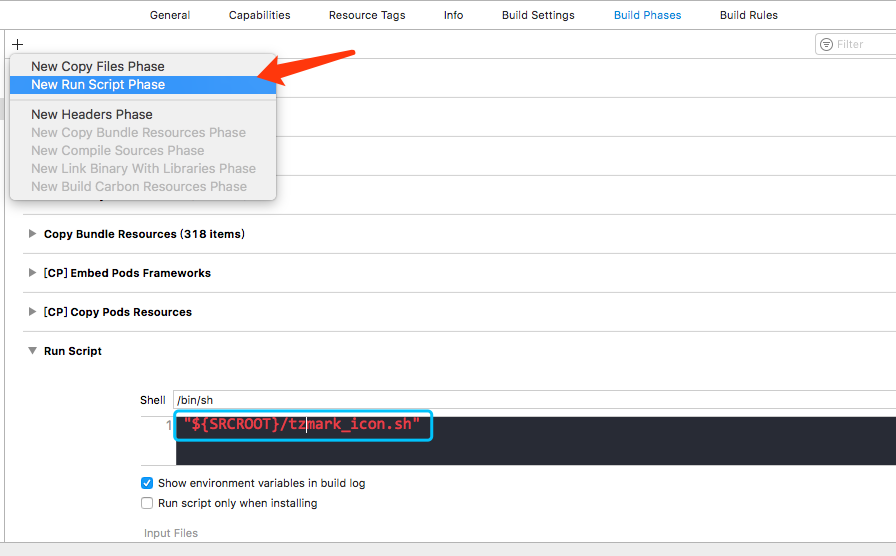 General Capabilities Resource Tags Info Build Settings Build Phases Build Rules
+ Filter
New Copy Files Phase
New Run Script Phase
New Headers Phase
New Copy Bundle Resources Phase
New Compile Sources Phase
New Link Binary With Libraries Phase
New Build Carbon Resources Phase
Copy Bundle Resources (318 items)
[CP] Embed Pods Frameworks
[CP] Copy Pods Resources
Run Script
Shell /bin/sh
1 "${SRCROOT}/tzmark_icon.sh"
Show environment variables in build log
Run script only when installing
Input Files